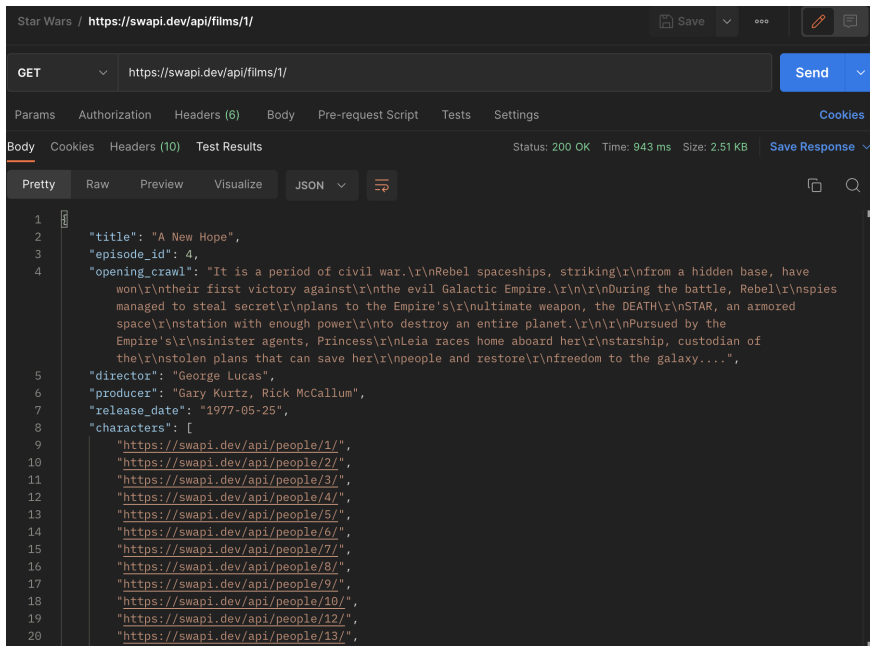 Star Wars / https://swapi.dev/api/films/1/ Save
GET https://swapi.dev/api/films/1/ Send
Params Authorization Headers (6) Body Pre-request Script Tests Settings Cookies
Body Cookies Headers (10) Test Results Status: 200 OK Time: 943 ms Size: 2.51 KB Save Response
Pretty Raw Preview Visualize JSON
1 {
2 "title": "A New Hope",
3 "episode_id": 4,
4 "opening_crawl": "It is a period of civil war.\r\nRebel spaceships, striking\r\nfrom a hidden base, have
won\r\ntheir first victory against\r\nthe evil Galactic Empire.\r\n\r\nDuring the battle, Rebel\r\nspies
managed to steal secret\r\nplans to the Empire's\r\nultimate weapon, the DEATH\r\nSTAR, an armored
space\r\nstation with enough power\r\nto destroy an entire planet.\r\n\r\nPursued by the
Empire's\r\nsinister agents, Princess\r\nLeia races home aboard her\r\nstarship, custodian of
the\r\nstolen plans that can save her\r\npeople and restore\r\nfreedom to the galaxy....",
5 "director": "George Lucas",
6 "producer": "Gary Kurtz, Rick McCallum",
7 "release_date": "1977-05-25",
8 "characters": [
9 "https://swapi.dev/api/people/1/",
10 "https://swapi.dev/api/people/2/",
11 "https://swapi.dev/api/people/3/",
12 "https://swapi.dev/api/people/4/",
13 "https://swapi.dev/api/people/5/",
14 "https://swapi.dev/api/people/6/",
15 "https://swapi.dev/api/people/7/",
16 "https://swapi.dev/api/people/8/",
17 "https://swapi.dev/api/people/9/",
18 "https://swapi.dev/api/people/10/",
19 "https://swapi.dev/api/people/12/",
20 "https://swapi.dev/api/people/13/",